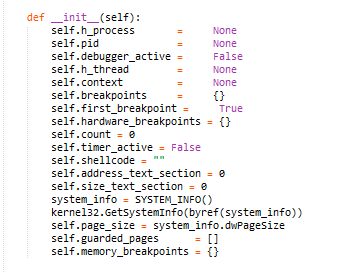 def __init__(self):
self.h_process = None
self.pid = None
self.debugger_active = False
self.h_thread = None
self.context = None
self.breakpoints = {}
self.first_breakpoint = True
self.hardware_breakpoints = {}
self.count = 0
self.timer_active = False
self.shellcode = ""
self.address_text_section = 0
self.size_text_section = 0
system_info = SYSTEM_INFO()
kernel32.GetSystemInfo(byref(system_info))
self.page_size = system_info.dwPageSize
self.guarded_pages = []
self.memory_breakpoints = {}